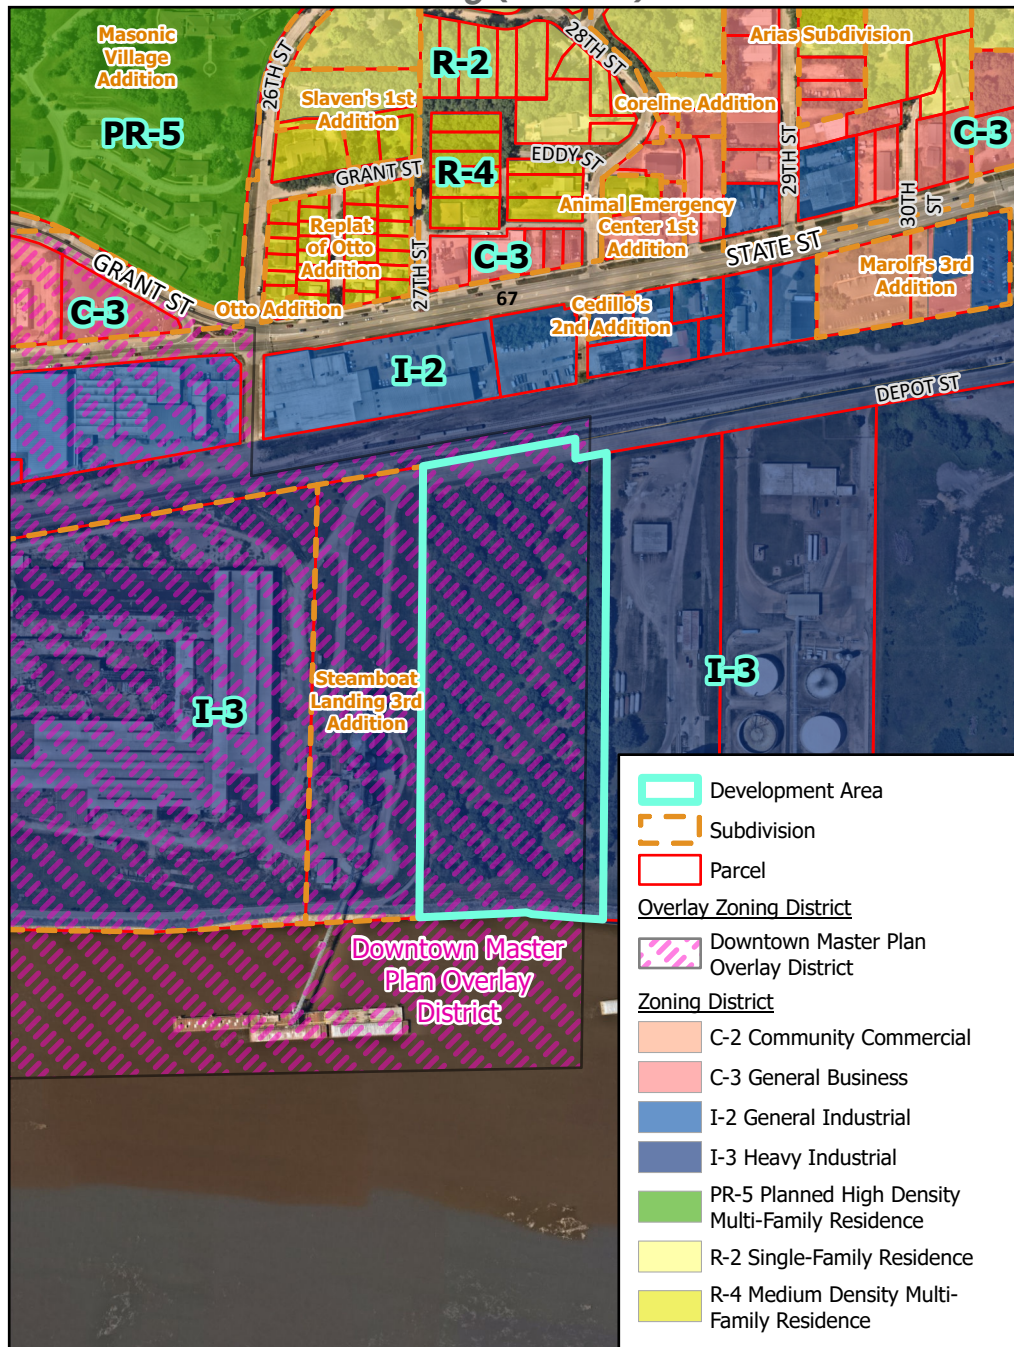 Masonic
Village
Addition
PR-5
26TH ST
R-2
28TH ST
Arias Subdivision
Slaven's 1st
Addition
Coreline Addition
C-3
GRANT ST
R-4
EDDY ST
29TH ST
30TH
ST
Replat
of Otto
Addition
27TH ST
Animal Emergency
Center 1st
Addition
C-3
STATE ST
GRANT ST
C-3
Otto Addition
67
Cedillo's
2nd Addition
Marolf's 3rd
Addition
I-2
DEPOT ST
Steamboat
Landing 3rd
Addition
I-3
I-3
Downtown Master
Plan Overlay
District
Development Area
Subdivision
Parcel
Overlay Zoning District
Downtown Master Plan
Overlay District
Zoning District
C-2 Community Commercial
C-3 General Business
I-2 General Industrial
I-3 Heavy Industrial
PR-5 Planned High Density
Multi-Family Residence
R-2 Single-Family Residence
R-4 Medium Density Multi-
Family Residence